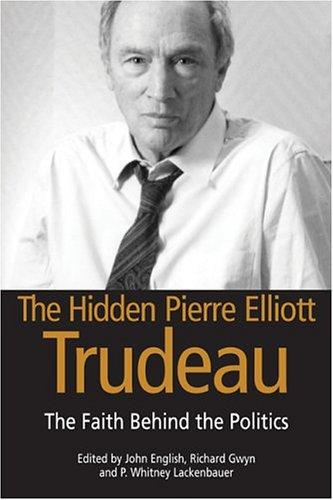 The Hidden Pierre Elliott
Trudeau
The Faith Behind the Politics
Edited by John English, Richard Gwyn
and P. Whitney Lackenbauer